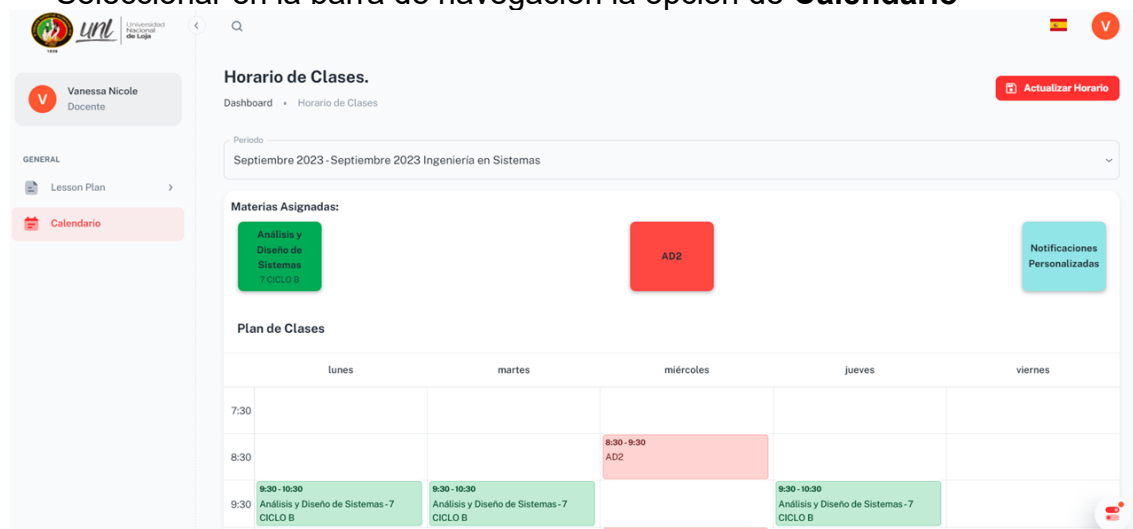 Seleccionar en la barra de navegación la opción de Calendario
unl Universidad
Nacional
de Loja
1859
V
Vanessa Nicole
Docente
GENERAL
Lesson Plan
Calendario
V
Horario de Clases.
Dashboard • Horario de Clases
Actualizar Horario
Periodo
Septiembre 2023 - Septiembre 2023 Ingeniería en Sistemas
Materias Asignadas:
Análisis y
Diseño de
Sistemas
7 CICLO B
AD2
Notificaciones
Personalizadas
Plan de Clases
lunes martes miércoles jueves viernes
7:30
8:30
8:30 - 9:30
AD2
9:30
9:30 - 10:30
Análisis y Diseño de Sistemas - 7
CICLO B
9:30 - 10:30
Análisis y Diseño de Sistemas - 7
CICLO B
9:30 - 10:30
Análisis y Diseño de Sistemas - 7
CICLO B